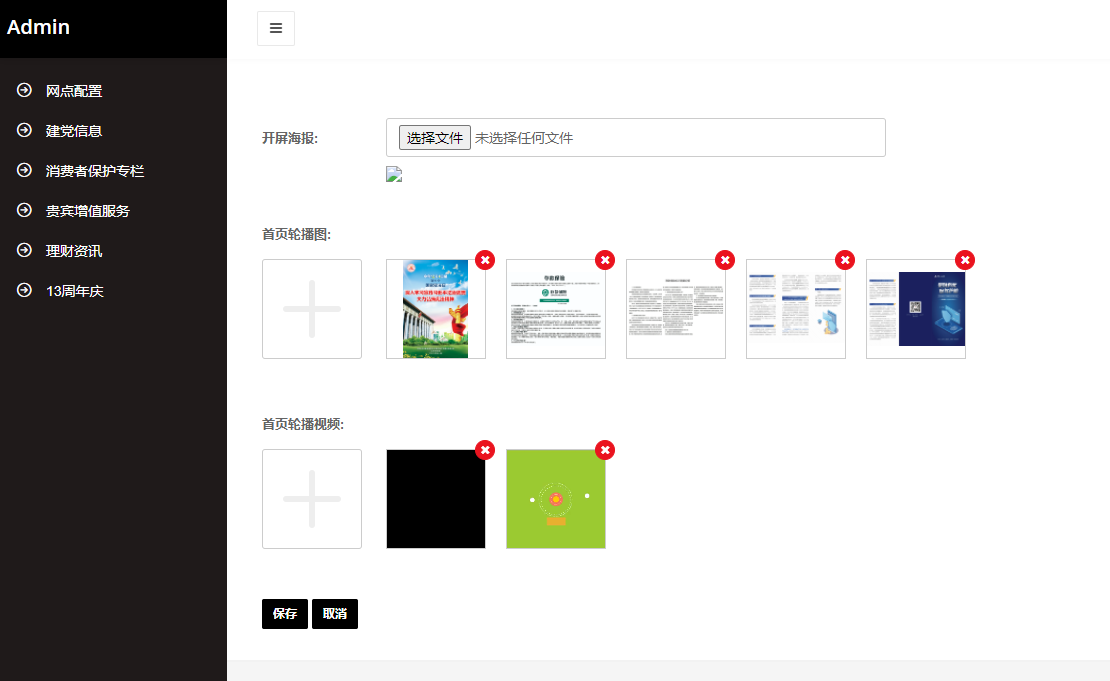 Admin
网点配置
建党信息
消费者保护专栏
贵宾增值服务
理财资讯
13周年庆
开屏海报:
选择文件 未选择任何文件
首页轮播图:
首页轮播视频:
保存 取消